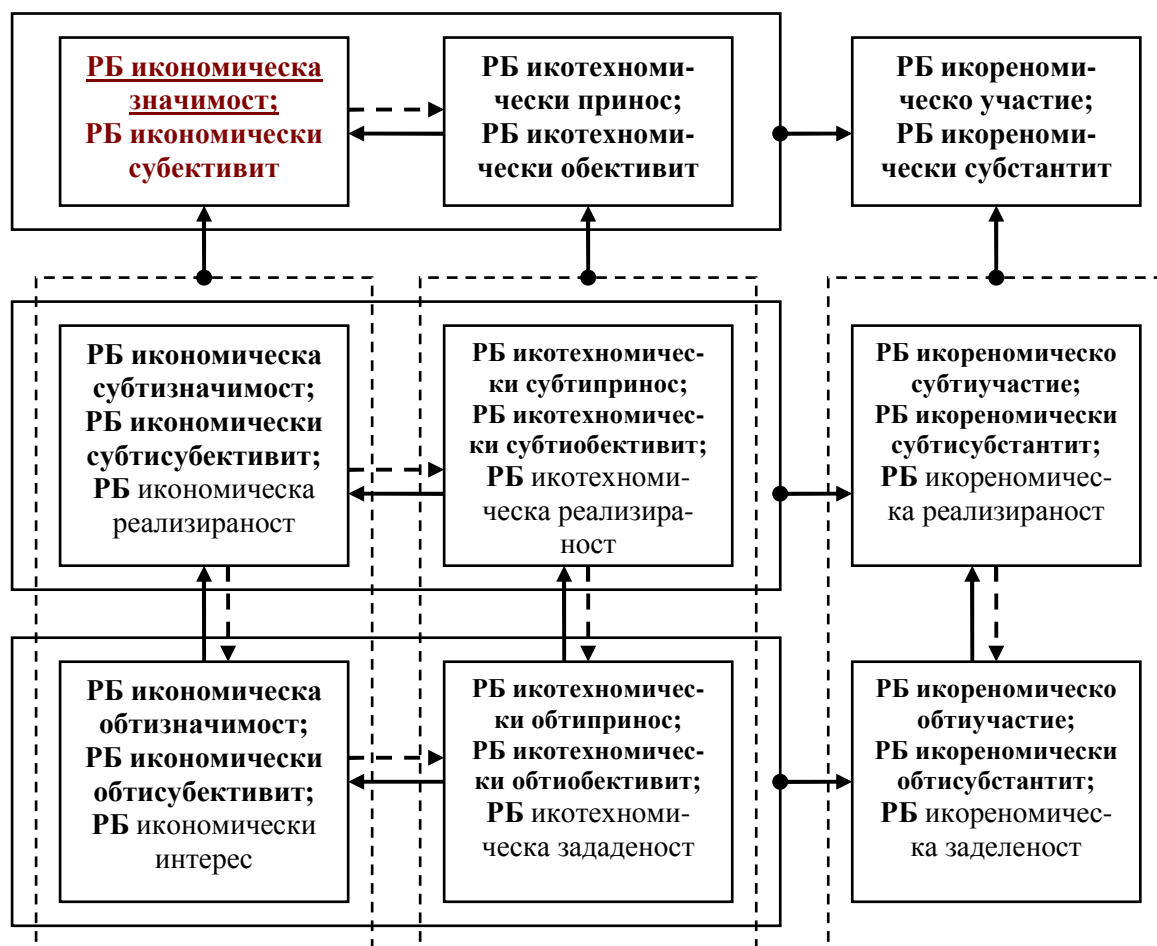 РБ икономическа
значимост;
РБ икономически
субективит
РБ икотехноми-
чески принос;
РБ икотехноми-
чески обективит
РБ икореноми-
ческо участие;
РБ икореноми-
чески субстантит
РБ икономическа
субтизначимост;
РБ икономически
субтисубективит;
РБ икономическа
реализираност
РБ икотехномичес-
ки субтипринос;
РБ икотехномичес-
ки субтиобективит;
РБ икотехноми-
ческа реализира-
ност
РБ икореномическо
субтиучастие;
РБ икореномически
субтисубстантит;
РБ икореномичес-
ка реализираност
РБ икономическа
обтизначимост;
РБ икономически
обтисубективит;
РБ икономически
интерес
РБ икотехномичес-
ки обтипринос;
РБ икотехномичес-
ки обтиобективит;
РБ икотехноми-
ческа зададеност
РБ икореномическо
обтиучастие;
РБ икореномически
обтисубстантит;
РБ икореномичес-
ка заделеност